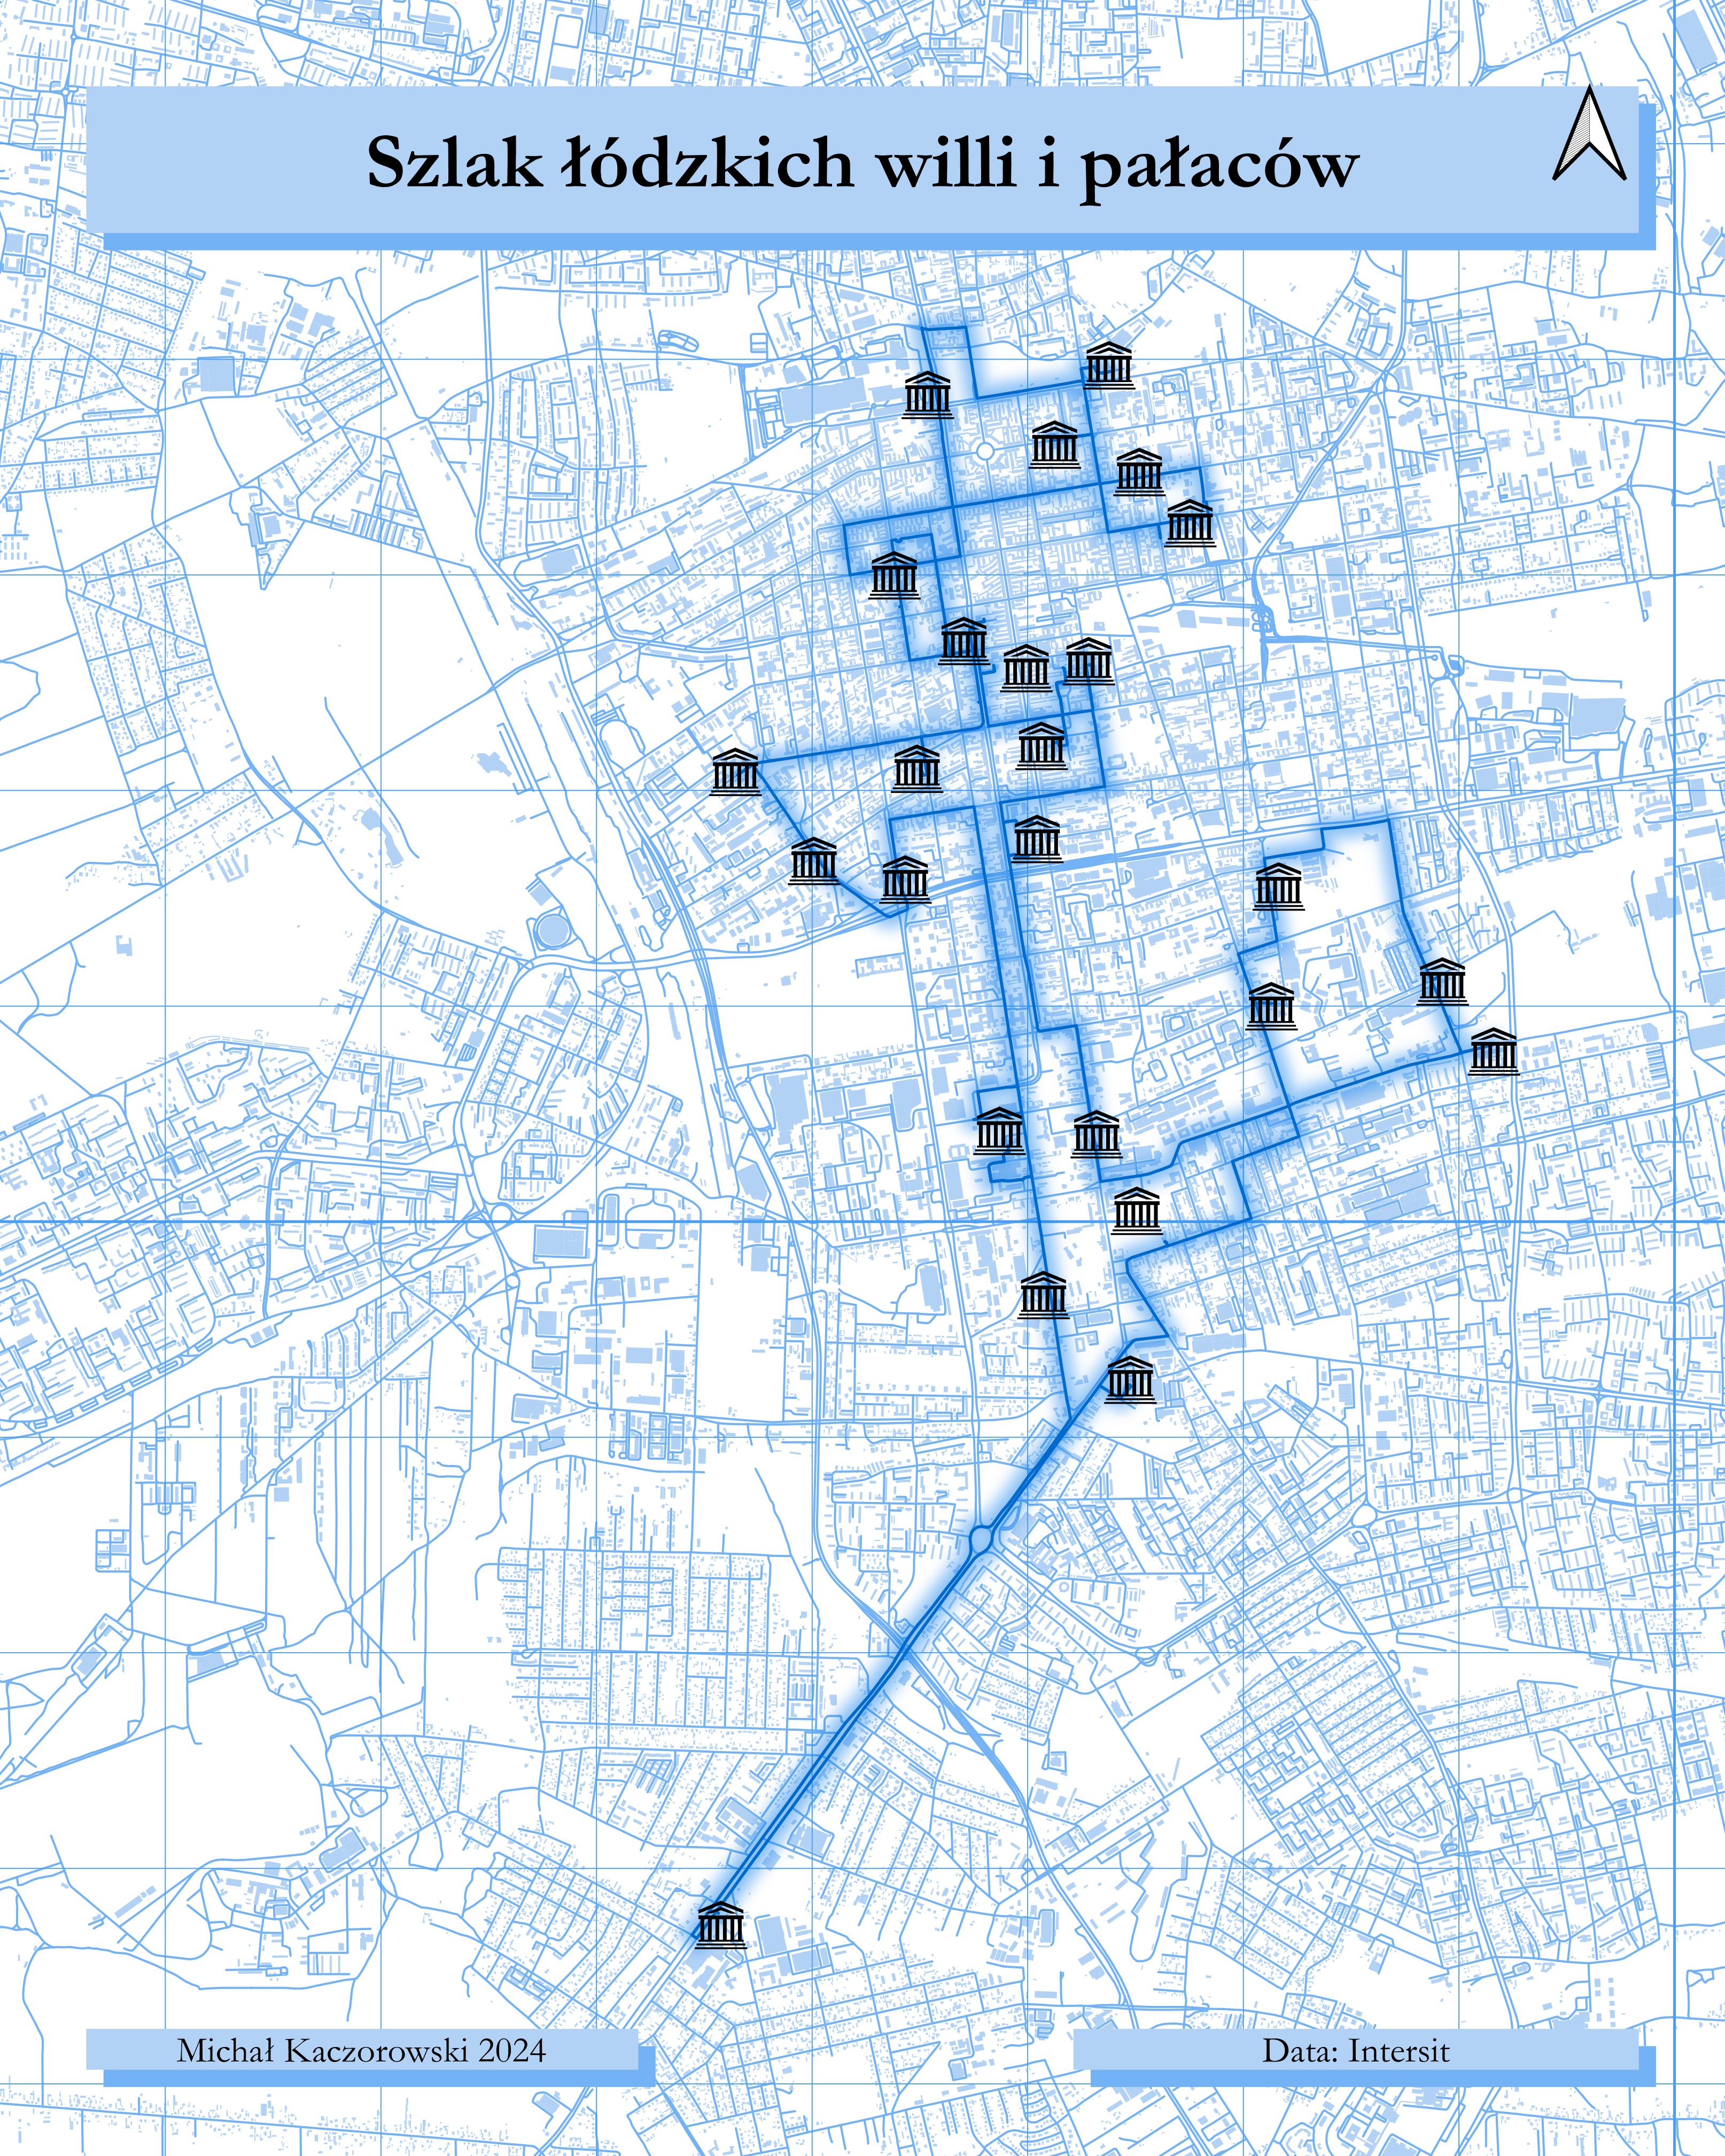 Szlak łódzkich willi i pałaców
Michał Kaczorowski 2024
Data: Intersit